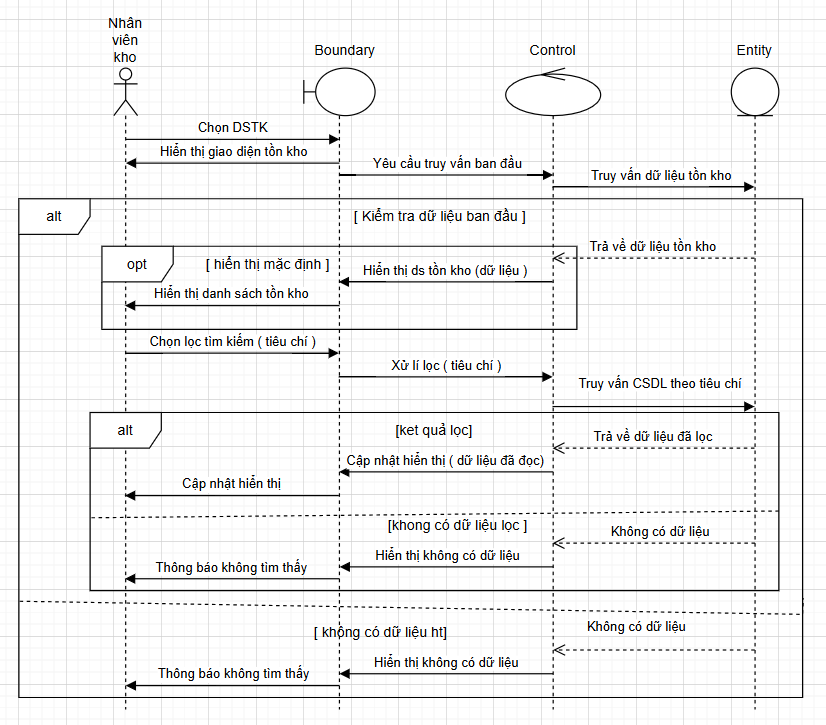 Nhân
viên
kho
Boundary
Control
Entity
Chọn DSTK
Hiển thị giao diện tồn kho
Yêu cầu truy vấn ban đầu
Truy vấn dữ liệu tồn kho
alt
[ Kiểm tra dữ liệu ban đầu ]
Trả về dữ liệu tồn kho
opt
[ hiển thị mặc định ]
Hiển thị ds tồn kho (dữ liệu )
Hiển thị danh sách tồn kho
Chọn lọc tìm kiếm ( tiêu chí )
Xử lí lọc ( tiêu chí )
Truy vấn CSDL theo tiêu chí
alt
[ket quả lọc]
Trả về dữ liệu đã lọc
Cập nhật hiển thị ( dữ liệu đã đọc)
Cập nhật hiển thị
[khong có dữ liệu lọc ]
Không có dữ liệu
Hiển thị không có dữ liệu
Thông báo không tìm thấy
[ không có dữ liệu ht]
Không có dữ liệu
Hiển thị không có dữ liệu
Thông báo không tìm thấy